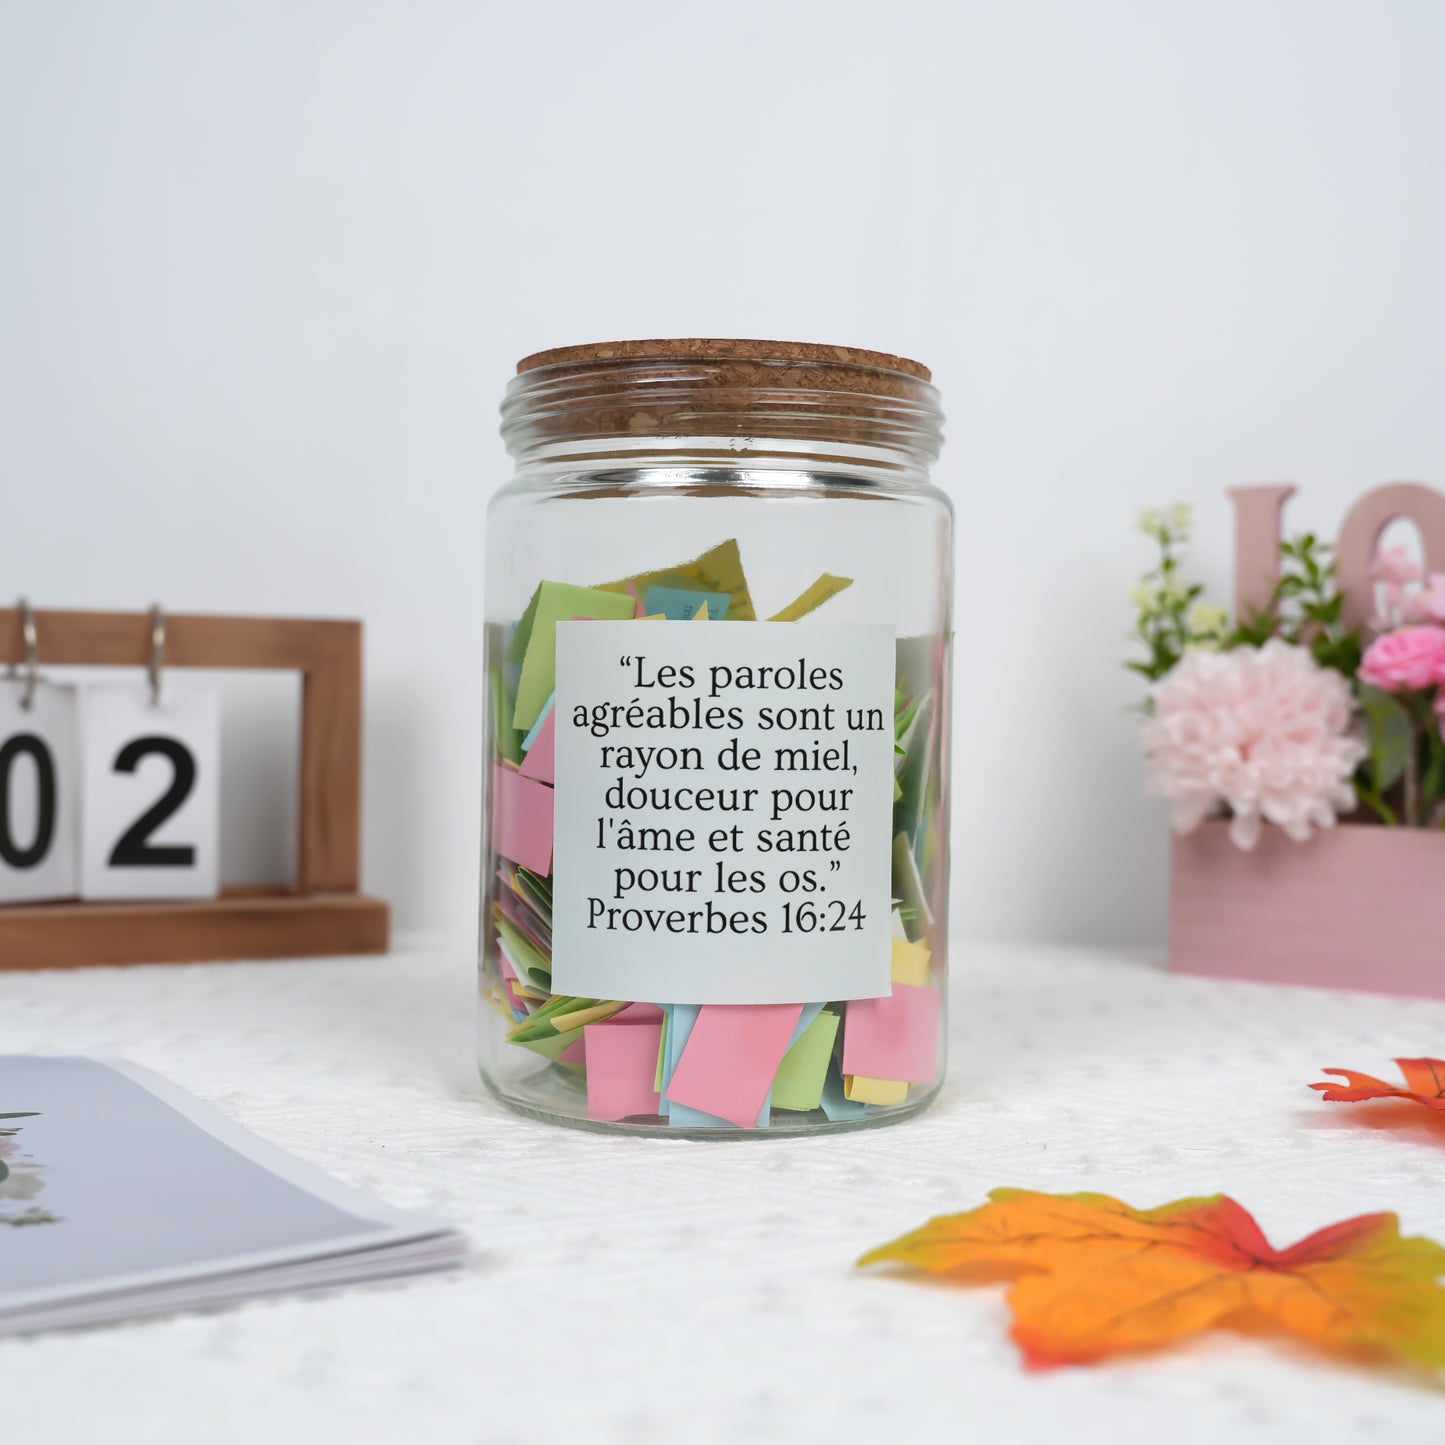 “Les paroles
agréables sont un
rayon de miel,
douceur pour
l'âme et santé
pour les os.”
Proverbes 16:24
02